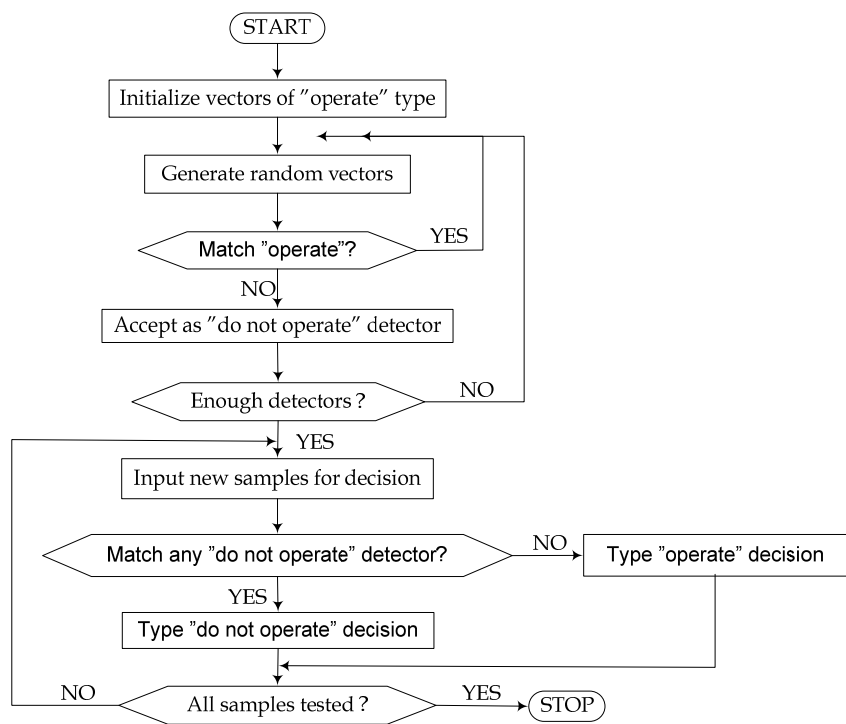 START
Initialize vectors of ”operate” type
Generate random vectors
Match ”operate”?
YES
NO
Accept as ”do not operate” detector
Enough detectors ?
NO
YES
Input new samples for decision
Match any ”do not operate” detector?
NO
Type ”operate” decision
YES
Type ”do not operate” decision
NO
All samples tested ?
YES
STOP